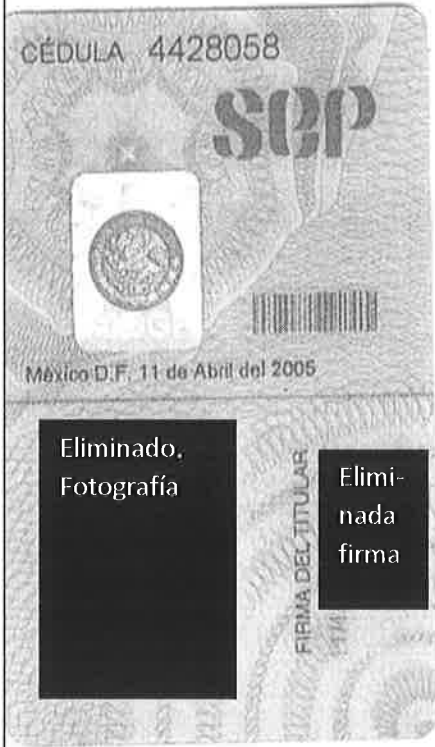 CÉDULA 4428058
SEP
México D.F. 11 de Abril del 2005
Eliminado,
Fotografía
FIRMA DEL TITULAR
Elimi-
nada
firma